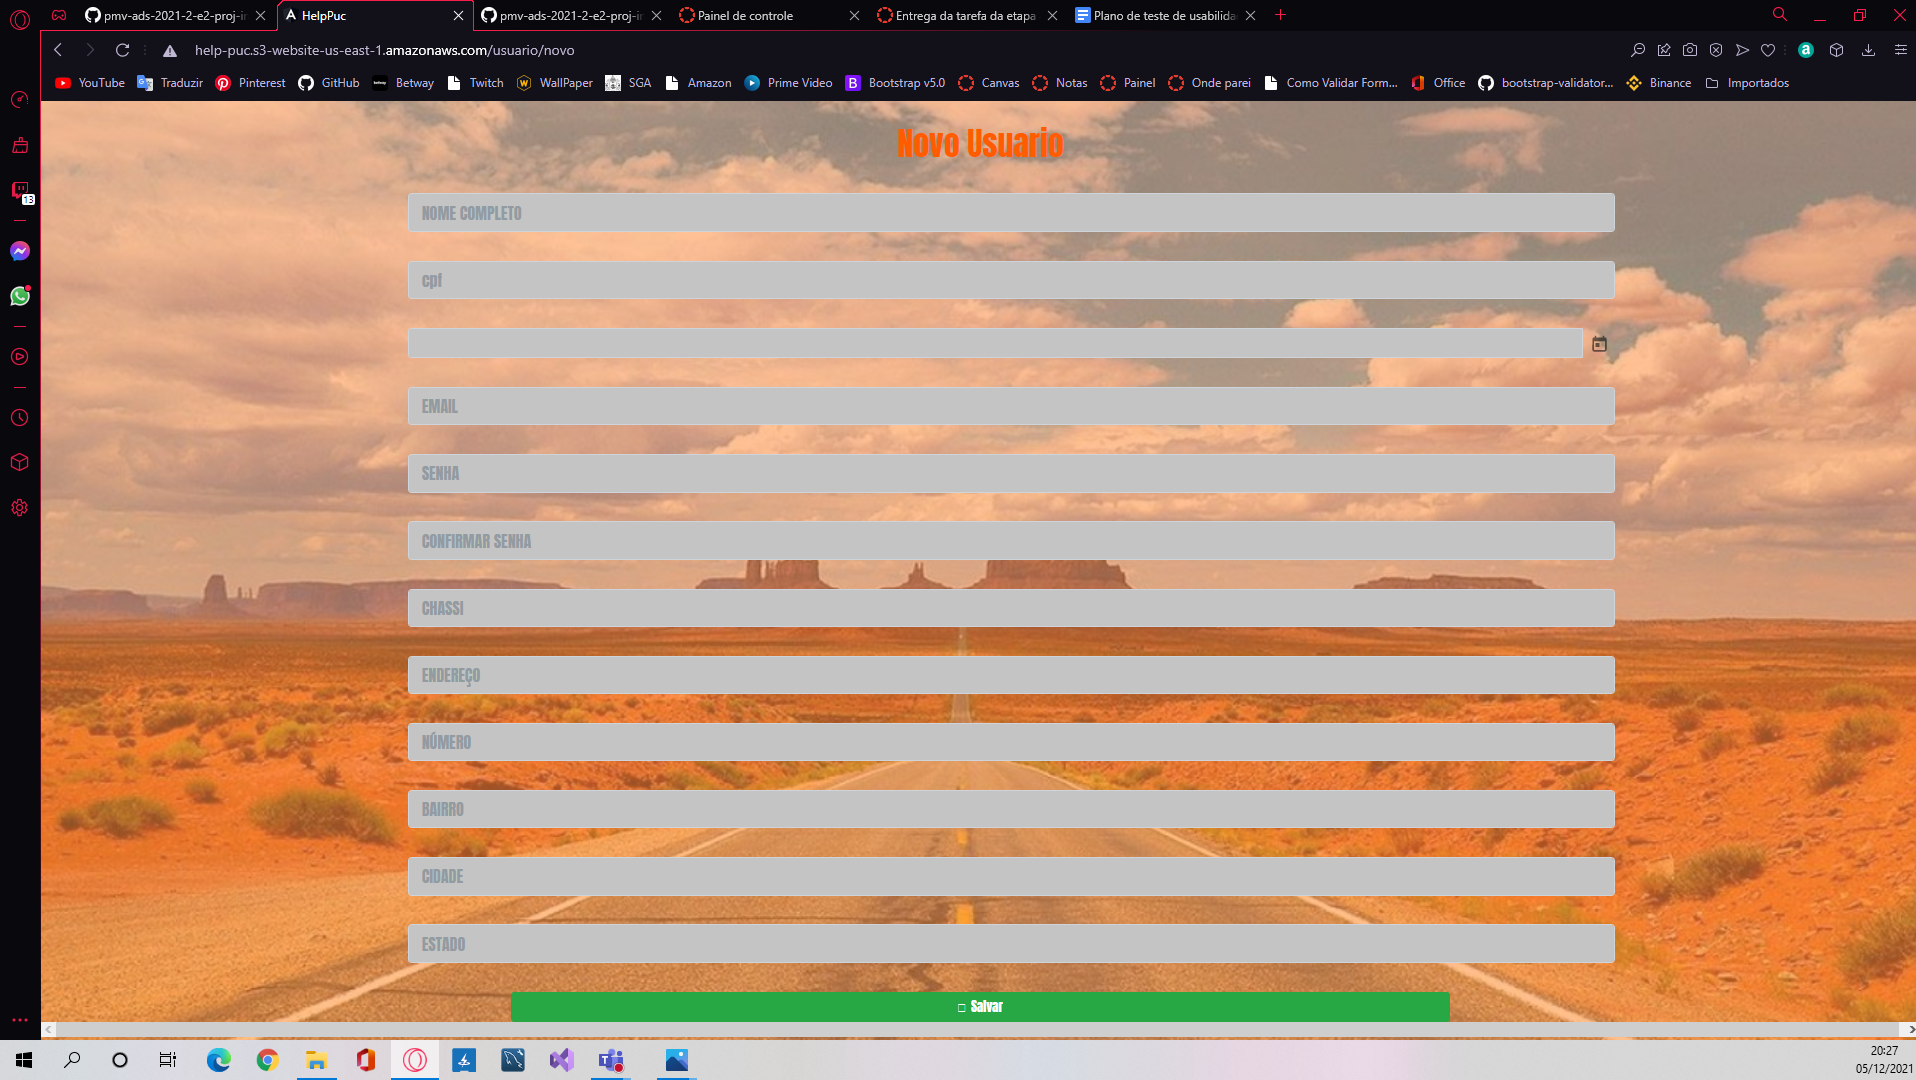 pmv-ads-2021-2-e2-proj-ir
HelpPuc
pmv-ads-2021-2-e2-proj-ir
Painel de controle
Entrega da tarefa da etapa
Plano de teste de usabilida
help-puc.s3-website-us-east-1.amazonaws.com/usuario/novo
YouTube
Traduzir
Pinterest
GitHub
Betway
Twitch
WallPaper
SGA
Amazon
Prime Video
Bootstrap v5.0
Canvas
Notas
Painel
Onde parei
Como Validar Form...
Office
bootstrap-validator...
Binance
Importados
13
Novo Usuario
NOME COMPLETO
cpf
EMAIL
SENHA
CONFIRMAR SENHA
CHASSI
ENDEREÇO
NÚMERO
BAIRRO
CIDADE
ESTADO
Salvar
20:27
05/12/2021